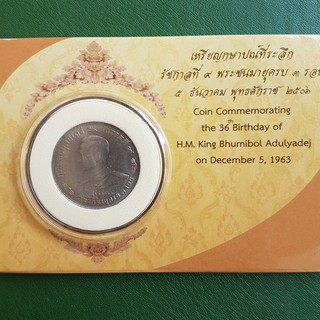 เหรียญกษาปณ์ที่ระลึก
รัชกาลที่ ๙ พระชนมายุครบ ๓ รอบ
๕ ธันวาคม พุทธศักราช ๒๕๐๖
Coin Commemorating
th
the 36 Birthday of
H.M. King Bhumibol Adulyadej
on December 5, 1963